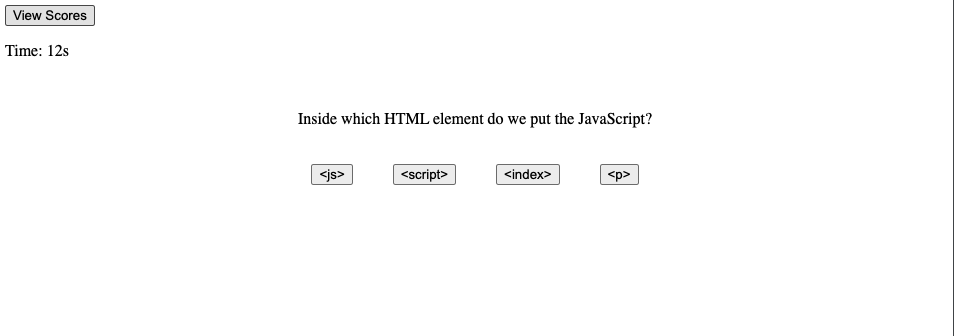 View Scores
Time: 12s
Inside which HTML element do we put the JavaScript?
<js> <script> <index> <p>